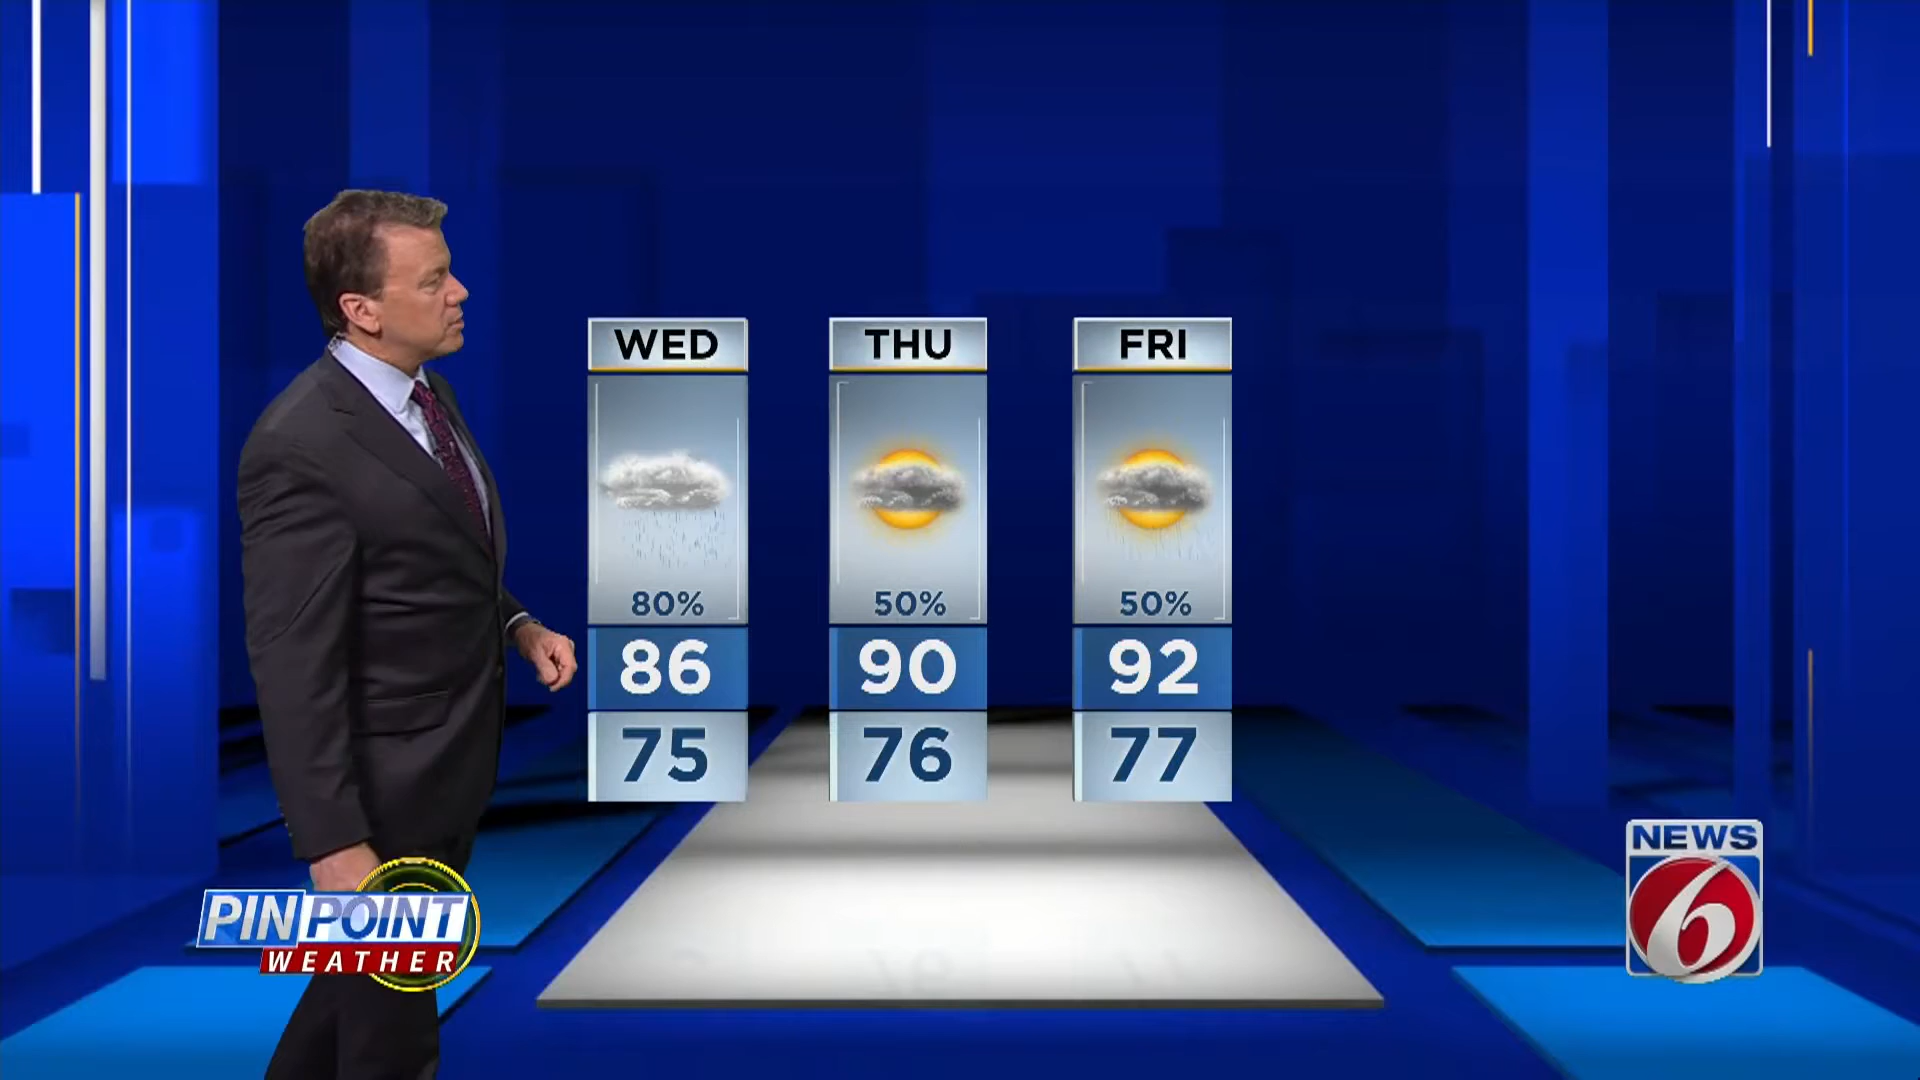 WED THU FRI
80% 50% 50%
86 90 92
75 76 77
PINPOINT
WEATHER
NEWS
6